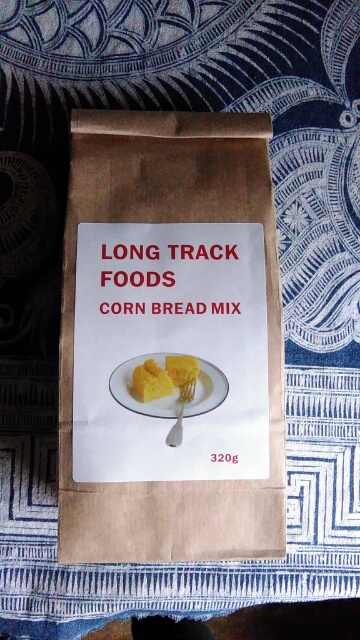 LONG TRACK
FOODS
CORN BREAD MIX
320g